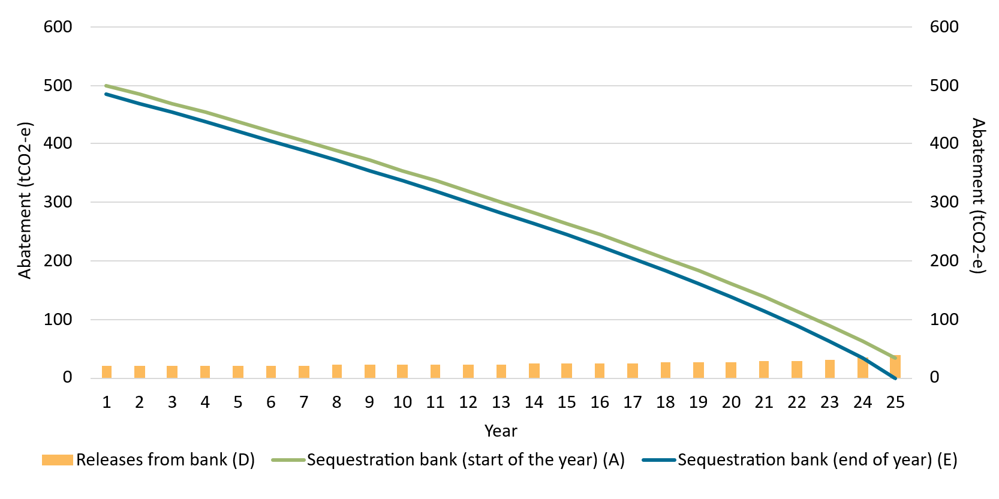 600 600
500 500
400 400
300 300
200 200
100 100
0 0
Abatement (tCO2-e)
Abatement (tCO2-e)
1 2 3 4 5 6 7 8 9 10 11 12 13 14 15 16 17 18 19 20 21 22 23 24 25
Year
Releases from bank (D) Sequestration bank (start of the year) (A) Sequestration bank (end of year) (E)